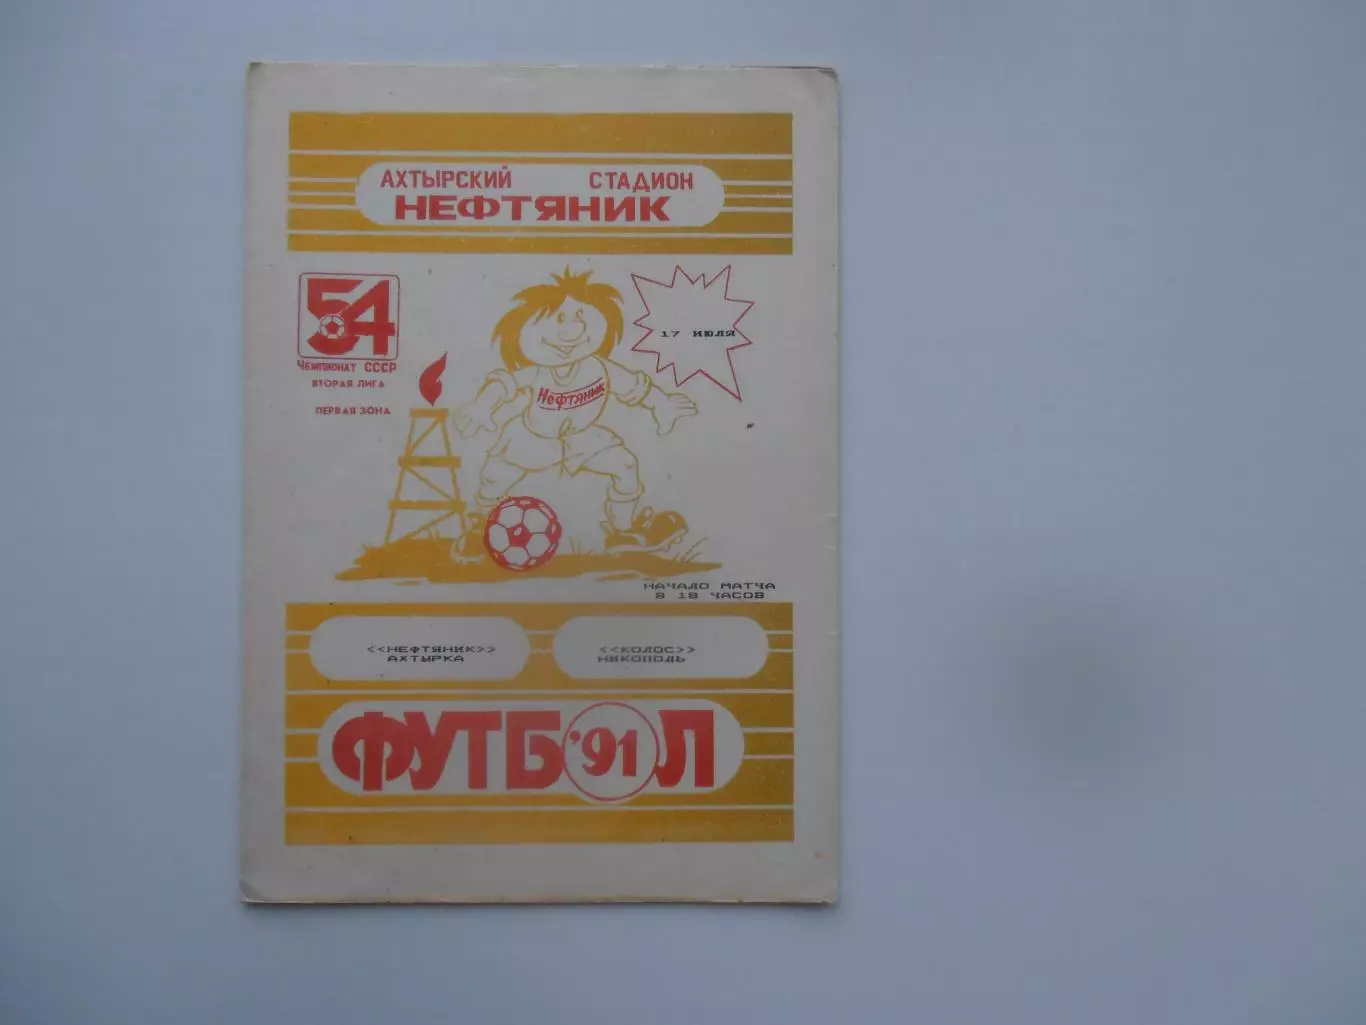 АХТЫРСКИЙ СТАДИОН
НЕФТЯНИК
54
ЧЕМПИОНАТ СССР
ВТОРАЯ ЛИГА
ПЕРВАЯ ЗОНА
17 ИЮЛЯ
Нефтяник
НАЧАЛО МАТЧА
В 18 ЧАСОВ
<<НЕФТЯНИК>>
АХТЫРКА
<<КОЛОС>>
НИКОПОЛЬ
ФУТБ'91Л